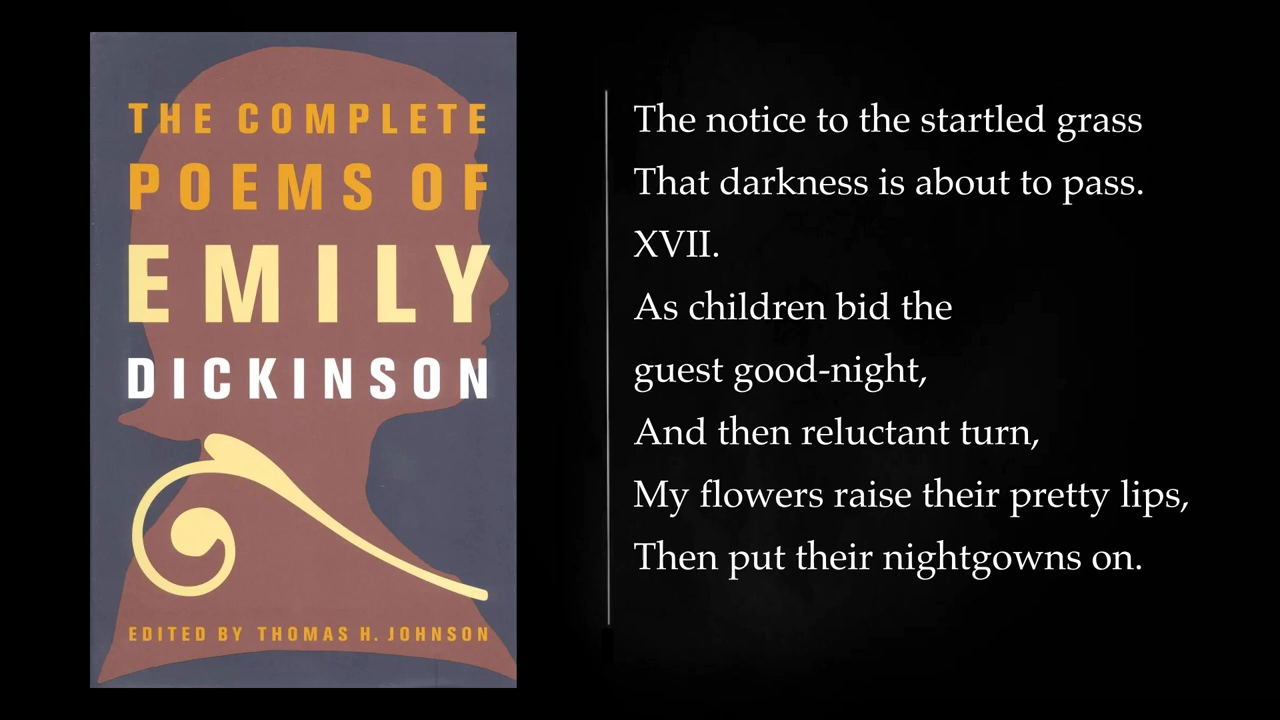 THE COMPLETE
POEMS OF
EMILY
DICKINSON
EDITED BY THOMAS H. JOHNSON
The notice to the startled grass
That darkness is about to pass.
XVII.
As children bid the
guest good-night,
And then reluctant turn,
My flowers raise their pretty lips,
Then put their nightgowns on.